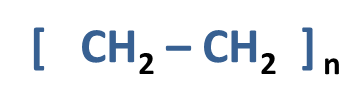 [ CH₂ – CH₂ ]ₙ